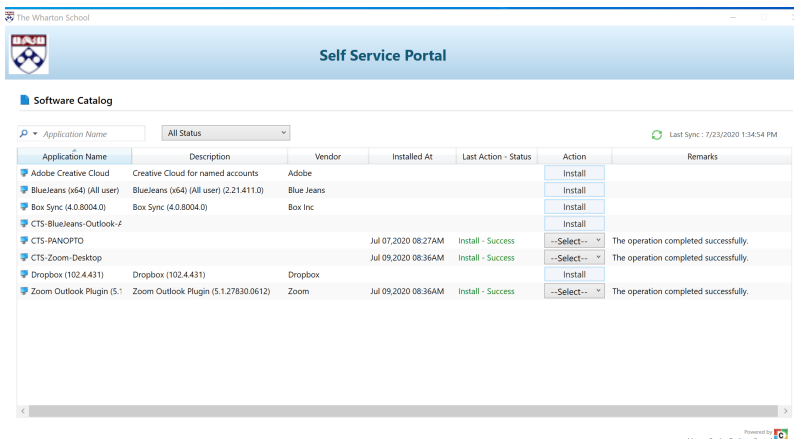 The Wharton School
Self Service Portal
Software Catalog
Application Name All Status Last Sync : 7/23/2020 1:34:54 PM
Application Name Description Vendor Installed At Last Action - Status Action Remarks
Adobe Creative Cloud Creative Cloud for named accounts Adobe Install
BlueJeans (x64) (All user) BlueJeans (x64) (All user) (2.21.411.0) Blue Jeans Install
Box Sync (4.0.8004.0) Box Sync (4.0.8004.0) Box Inc Install
CTS-BlueJeans-Outlook-A Install
CTS-PANOPTO Jul 07,2020 08:27AM Install - Success --Select-- The operation completed successfully.
CTS-Zoom-Desktop Jul 09,2020 08:36AM Install - Success --Select-- The operation completed successfully.
Dropbox (102.4.431) Dropbox (102.4.431) Dropbox Install
Zoom Outlook Plugin (5.1 Zoom Outlook Plugin (5.1.27830.0612) Zoom Jul 09,2020 08:36AM Install - Success --Select-- The operation completed successfully.
Powered by